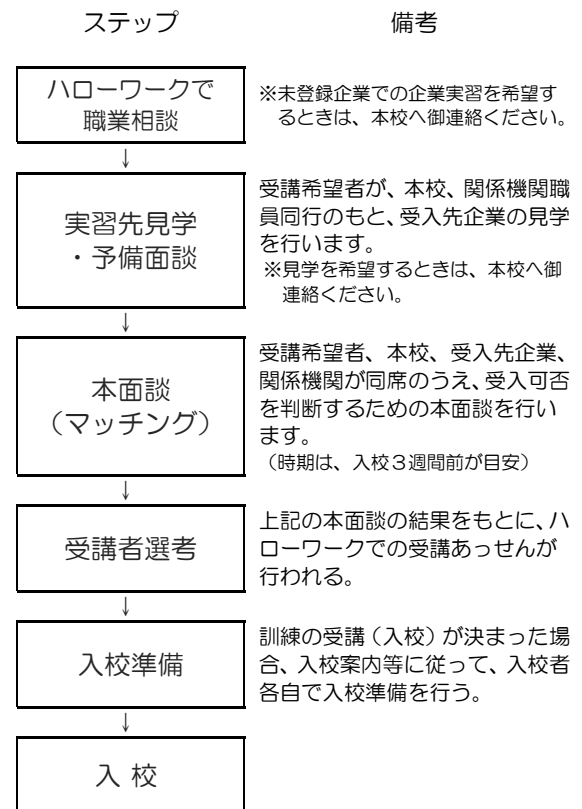 ステップ
備考
ハローワークで
職業相談
※未登録企業での企業実習を希望す
るときは、本校へ御連絡ください。
↓
実習先見学
・予備面談
受講希望者が、本校、関係機関職
員同行のもと、受入先企業の見学
を行います。
※見学を希望するときは、本校へ御
連絡ください。
↓
本面談
（マッチング）
受講希望者、本校、受入先企業、
関係機関が同席のうえ、受入可否
を判断するための本面談を行い
ます。
（時期は、入校３週間前が目安）
↓
受講者選考
上記の本面談の結果をもとに、ハ
ローワークでの受講あっせんが
行われる。
↓
入校準備
訓練の受講（入校）が決まった場
合、入校案内等に従って、入校者
各自で入校準備を行う。
↓
入 校